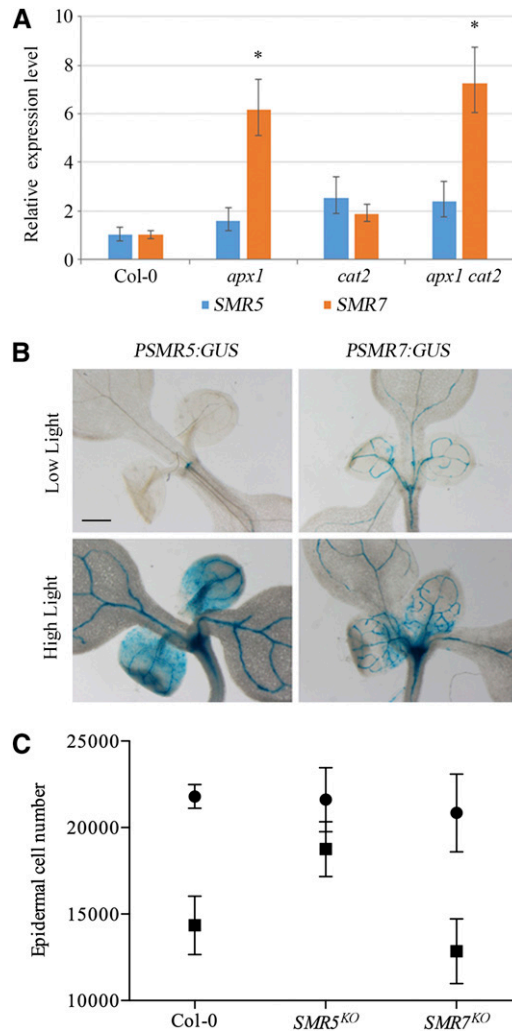 A
Relative expression level
10
8
6
4
2
0
*
*
Col-0
apx1
cat2
apx1 cat2
SMR5
SMR7
B
PSMR5:GUS
PSMR7:GUS
Low Light
High Light
C
Epidermal cell number
25000
20000
15000
10000
Col-0
SMR5KO
SMR7KO